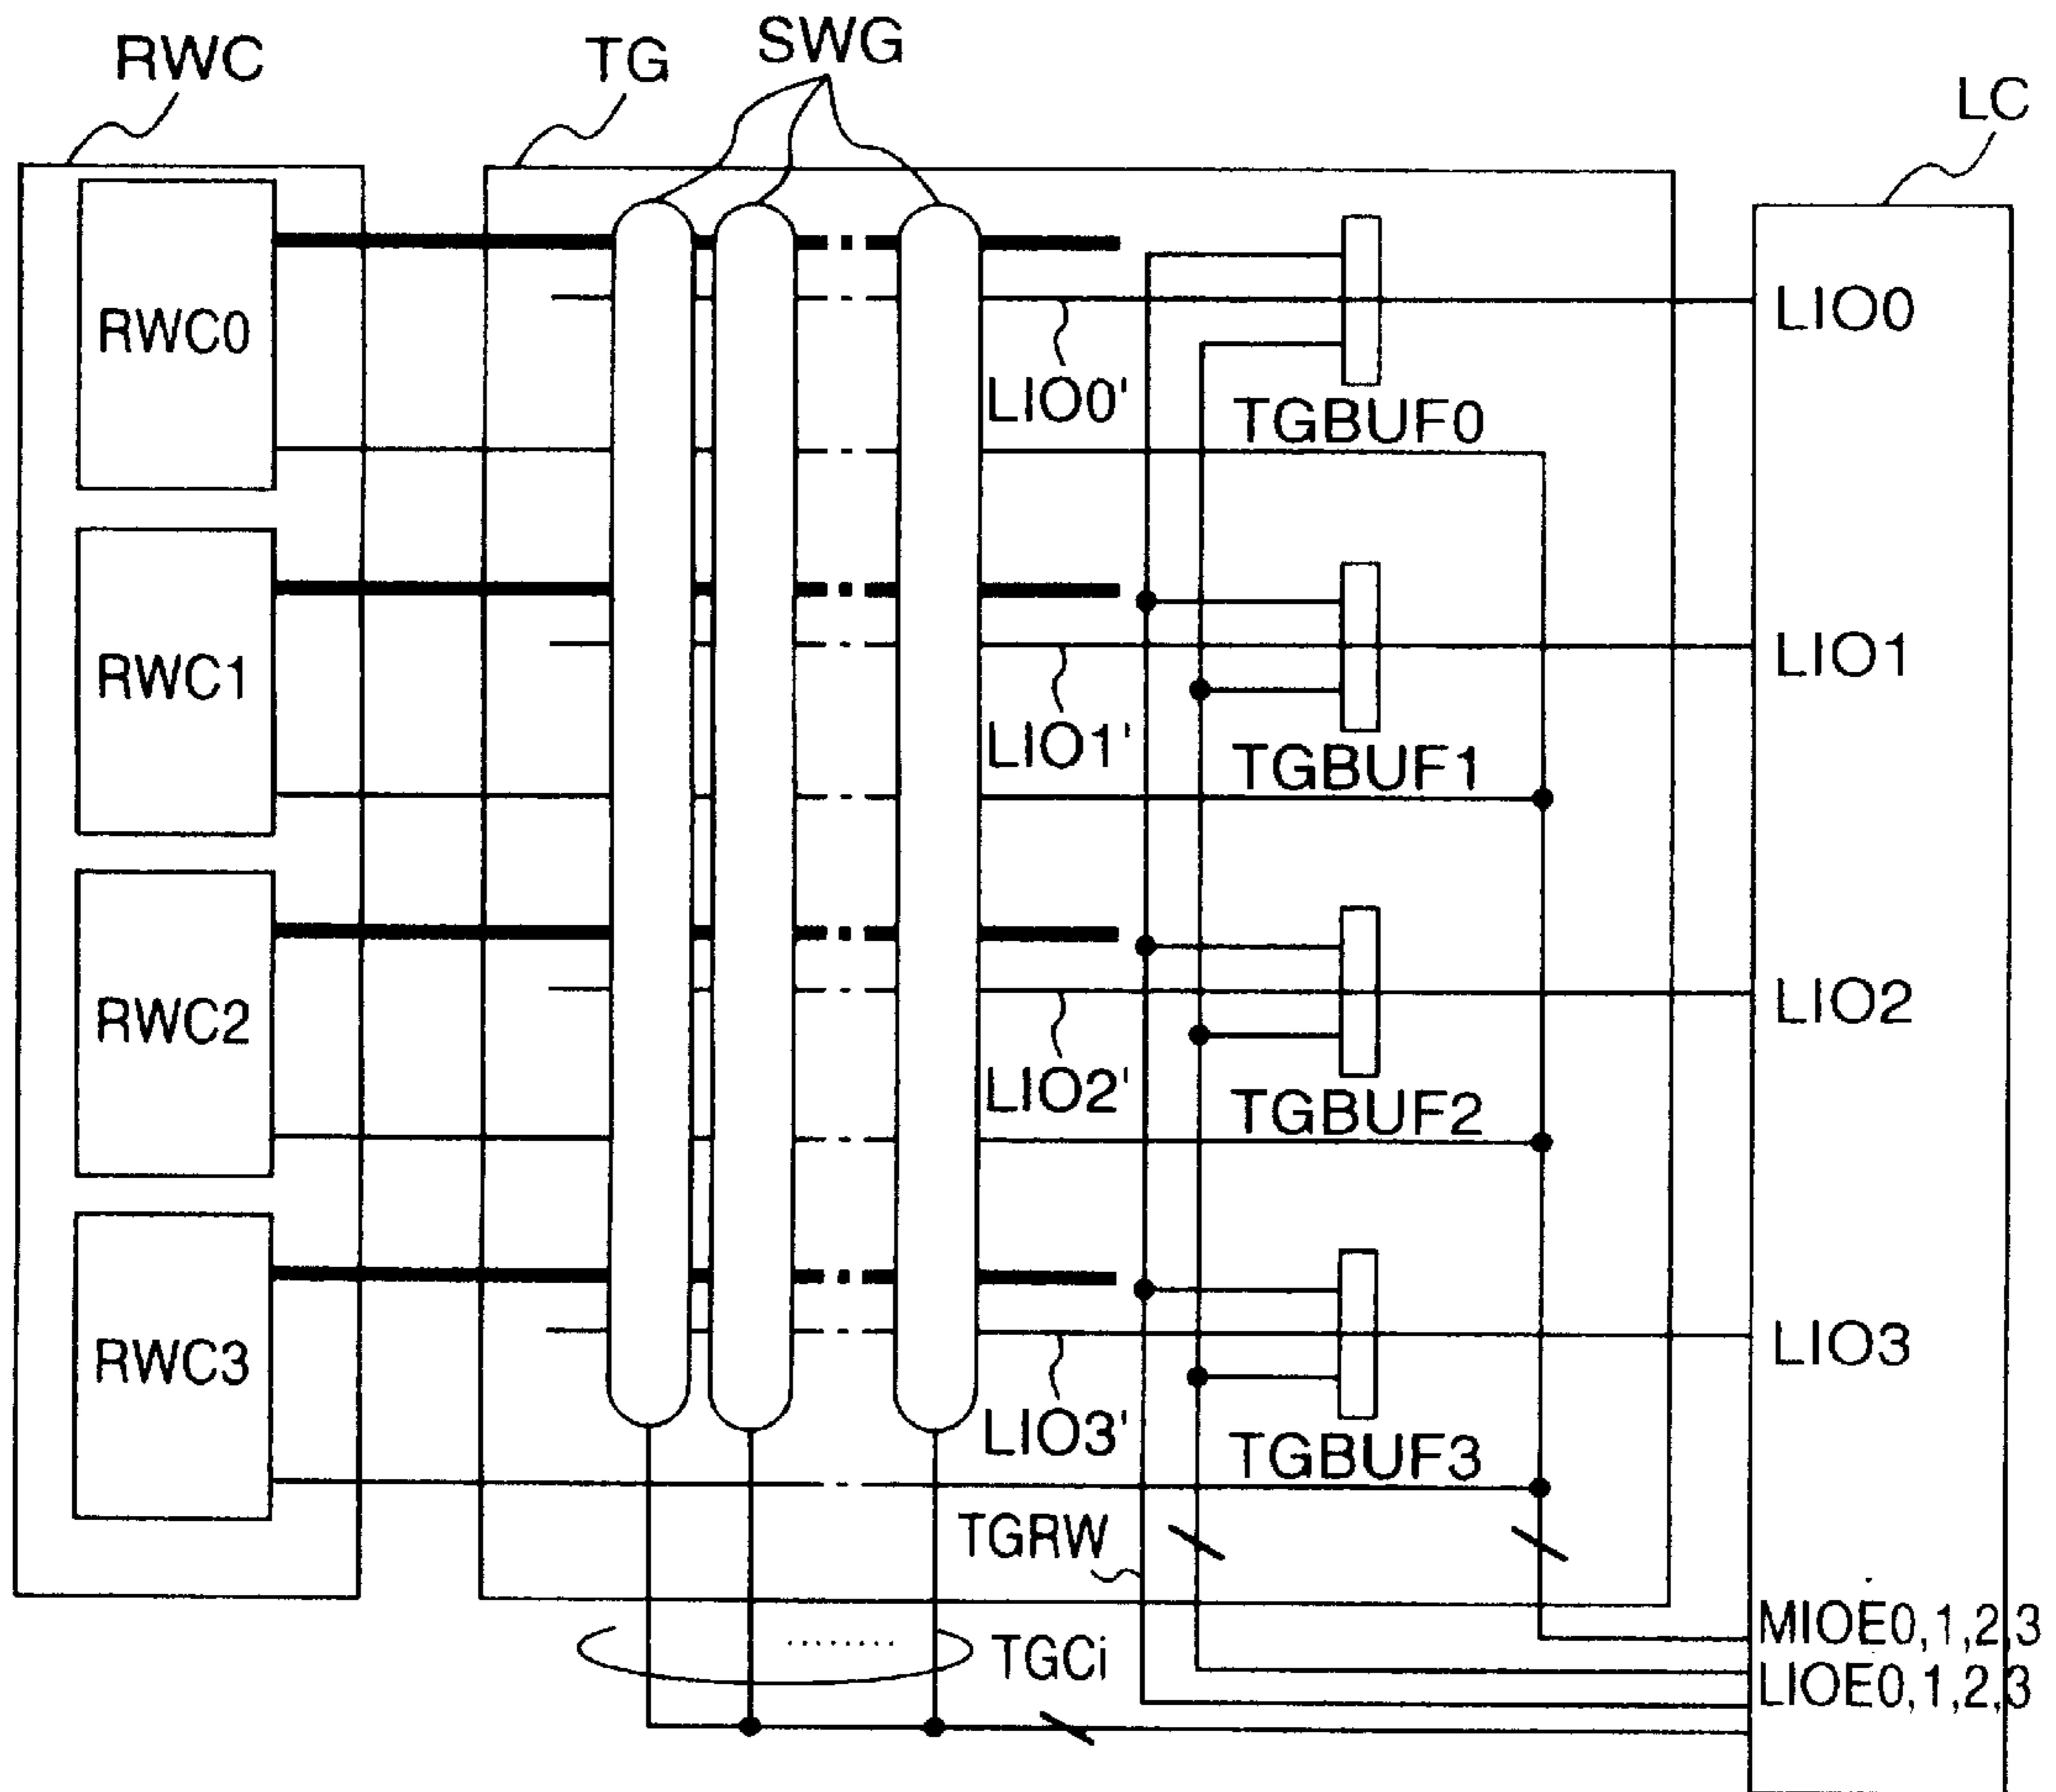 RWC
TG
SWG
LC
RWC0
LIO0'
TGBUF0
LIO0
RWC1
LIO1'
TGBUF1
LIO1
RWC2
LIO2'
TGBUF2
LIO2
RWC3
LIO3'
TGBUF3
LIO3
TGRW
TGCi
MIOE0,1,2,3
LIOE0,1,2,3